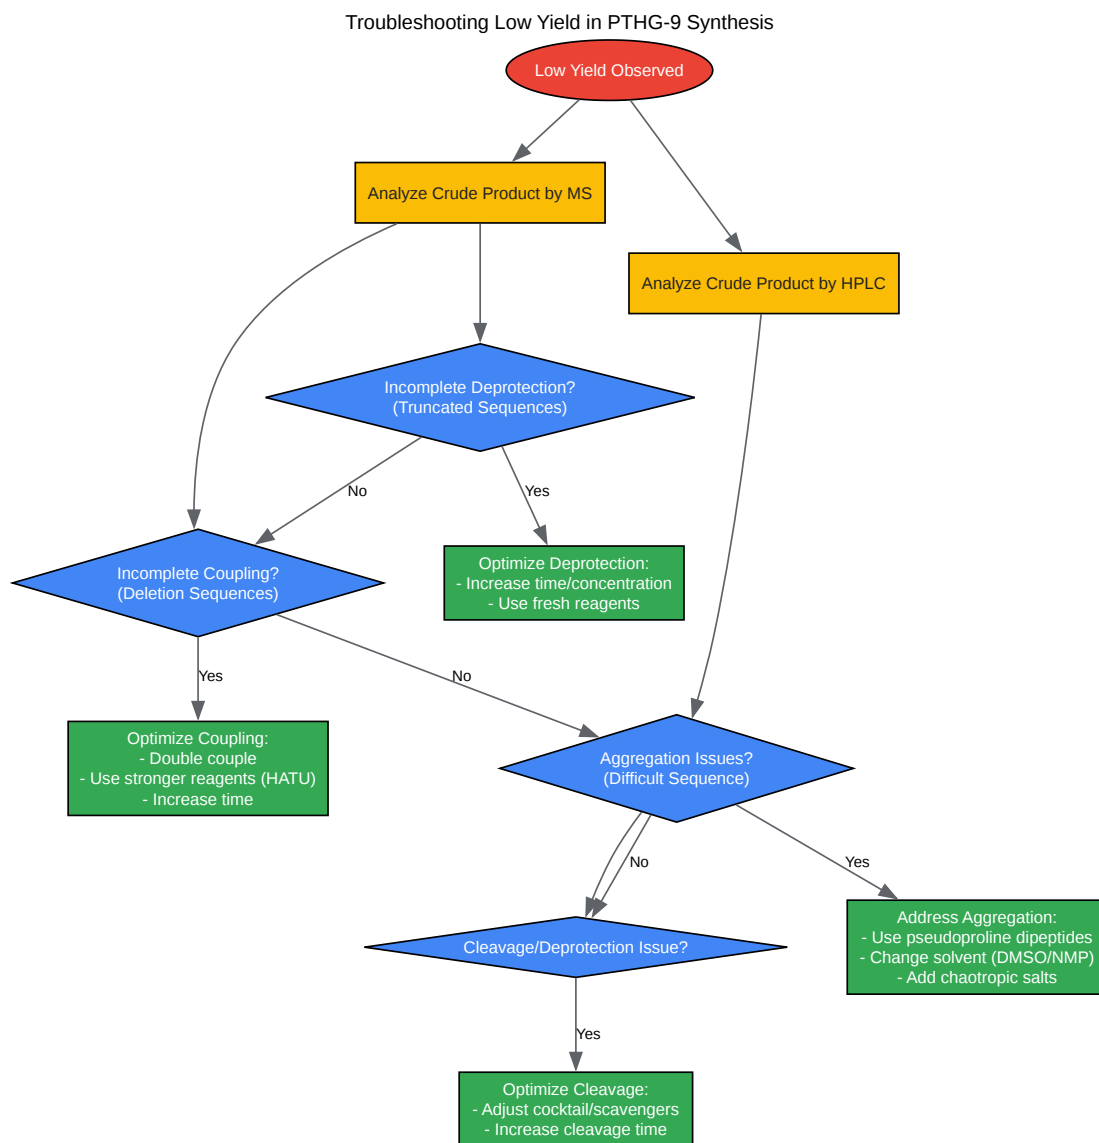 Troubleshooting Low Yield in PTHG-9 Synthesis
Low Yield Observed
Analyze Crude Product by MS
Analyze Crude Product by HPLC
Incomplete Deprotection?
(Truncated Sequences)
No
Yes
Incomplete Coupling?
(Deletion Sequences)
Optimize Deprotection:
- Increase time/concentration
- Use fresh reagents
Yes
No
Optimize Coupling:
- Double couple
- Use stronger reagents (HATU)
- Increase time
Aggregation Issues?
(Difficult Sequence)
No
Yes
Cleavage/Deprotection Issue?
Address Aggregation:
- Use pseudoproline dipeptides
- Change solvent (DMSO/NMP)
- Add chaotropic salts
Yes
Optimize Cleavage:
- Adjust cocktail/scavengers
- Increase cleavage time